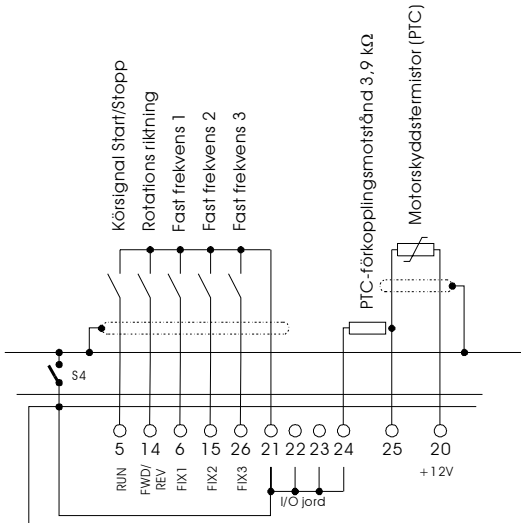 Körsignal Start/Stopp
Rotations riktning
Fast frekvens 1
Fast frekvens 2
Fast frekvens 3
PTC-förkopplingsmotstånd 3,9 kΩ
Motorskyddstermistor (PTC)
S4
5 14 6 15 26 21 22 23 24 25 20
RUN
FWD/
REV
FIX1
FIX2
FIX3
I/O jord
+12V